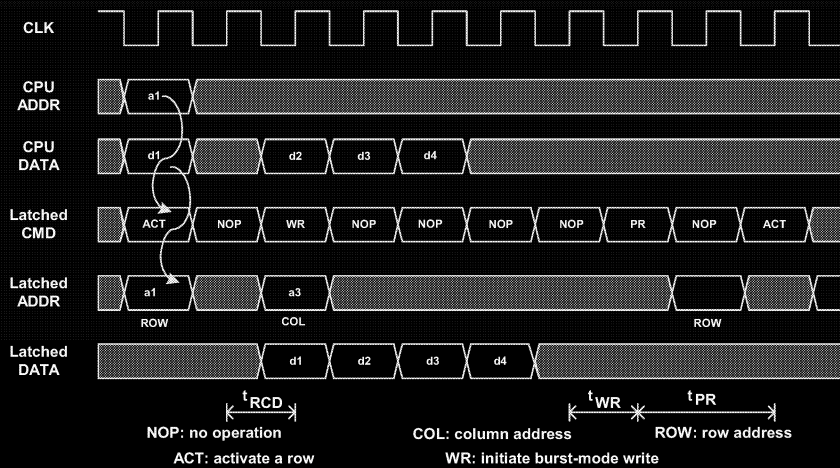 CLK
CPU
ADDR
a1
CPU
DATA
d1 d2 d3 d4
Latched
CMD
ACT NOP WR NOP NOP NOP NOP PR NOP ACT
Latched
ADDR
a1 a3
ROW COL ROW
Latched
DATA
d1 d2 d3 d4
tRCD tWR tPR
NOP: no operation COL: column address ROW: row address
ACT: activate a row WR: initiate burst-mode write